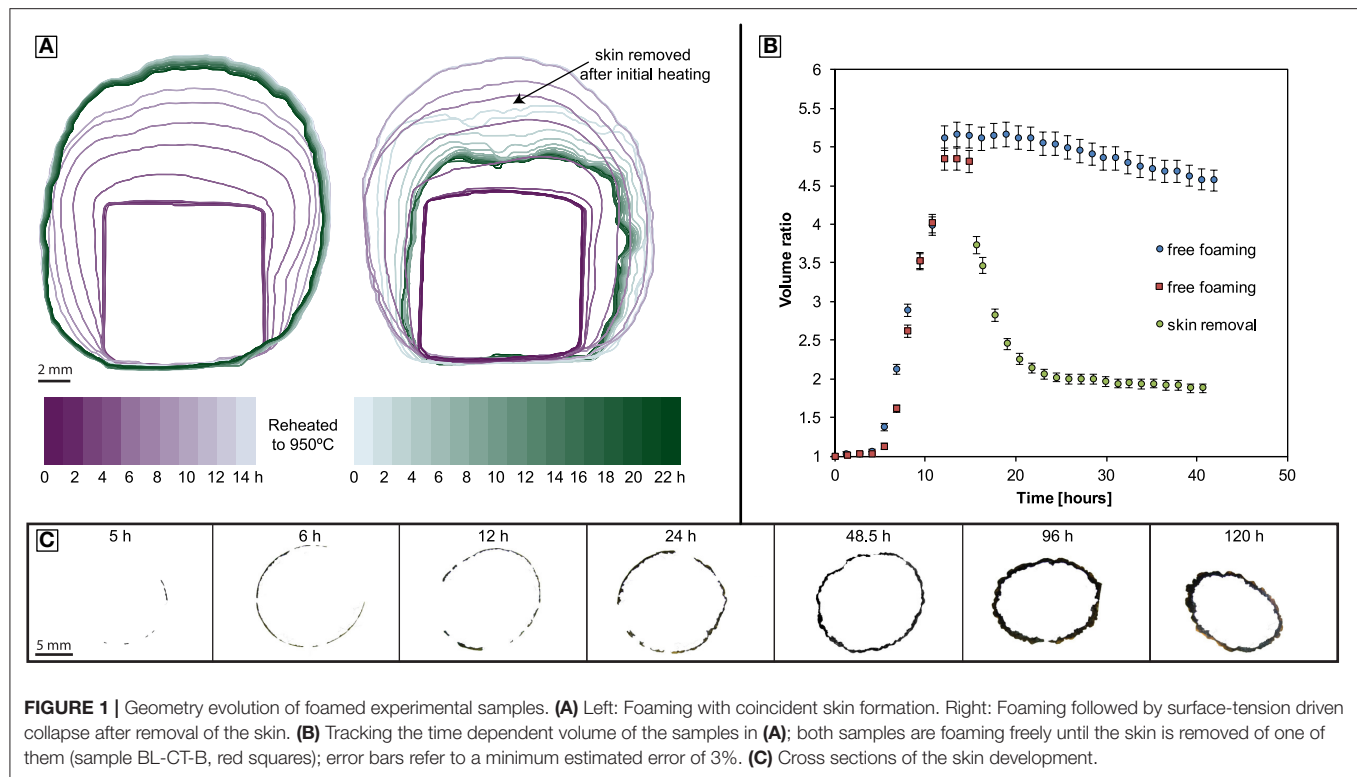 A
skin removed
after initial heating
2 mm
Reheated
to 950ºC
0 2 4 6 8 10 12 14 h
0 2 4 6 8 10 12 14 16 18 20 22 h
B
6
5.5
5
4.5
4
3.5
3
2.5
2
1.5
1
Volume ratio
free foaming
free foaming
skin removal
0 10 20 30 40 50
Time [hours]
C
5 h 6 h 12 h 24 h 48.5 h 96 h 120 h
5 mm
FIGURE 1 | Geometry evolution of foamed experimental samples. (A) Left: Foaming with coincident skin formation. Right: Foaming followed by surface-tension driven
collapse after removal of the skin. (B) Tracking the time dependent volume of the samples in (A); both samples are foaming freely until the skin is removed of one of
them (sample BL-CT-B, red squares); error bars refer to a minimum estimated error of 3%. (C) Cross sections of the skin development.